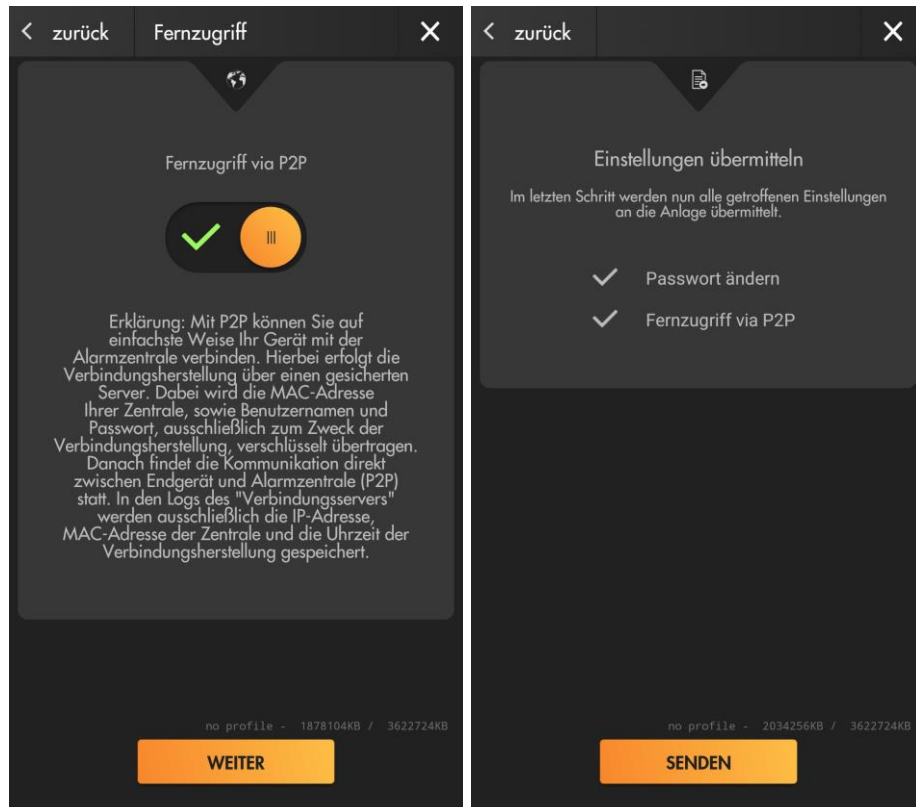 zurück Fernzugriff
Fernzugriff via P2P
Erklärung: Mit P2P können Sie auf
einfachste Weise Ihr Gerät mit der
Alarmzentrale verbinden. Hierbei erfolgt die
Verbindungsherstellung über einen gesicherten
Server. Dabei wird die MAC-Adresse
Ihrer Zentrale, sowie Benutzernamen und
Passwort, ausschließlich zum Zweck der
Verbindungsherstellung, verschlüsselt übertragen.
Danach findet die Kommunikation direkt
zwischen Endgerät und Alarmzentrale (P2P)
statt. In den Logs des "Verbindungsservers"
werden ausschließlich die IP-Adresse,
MAC-Adresse der Zentrale und die Uhrzeit der
Verbindungsherstellung gespeichert.
no profile - 1878104KB / 3622724KB
WEITER
zurück
Einstellungen übermitteln
Im letzten Schritt werden nun alle getroffenen Einstellungen
an die Anlage übermittelt.
Passwort ändern
Fernzugriff via P2P
no profile - 2034256KB / 3622724KB
SENDEN